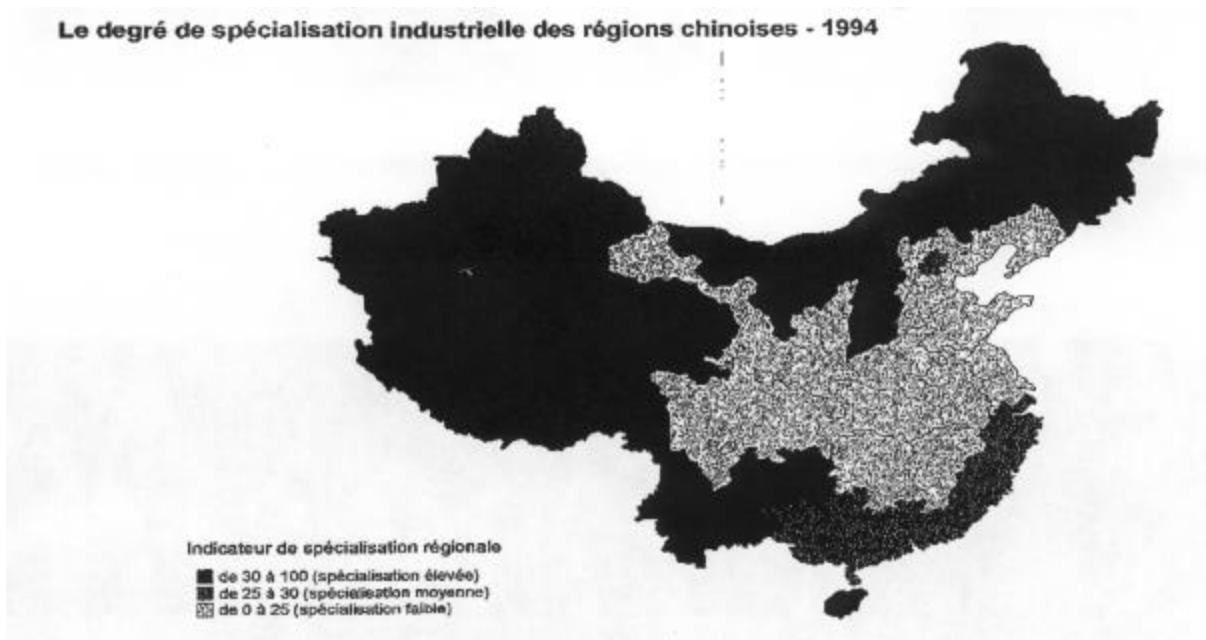 Le degré de spécialisation industrielle des régions chinoises - 1994
Indicateur de spécialisation régionale
de 30 à 100 (spécialisation élevée)
de 25 à 30 (spécialisation moyenne)
de 0 à 25 (spécialisation faible)